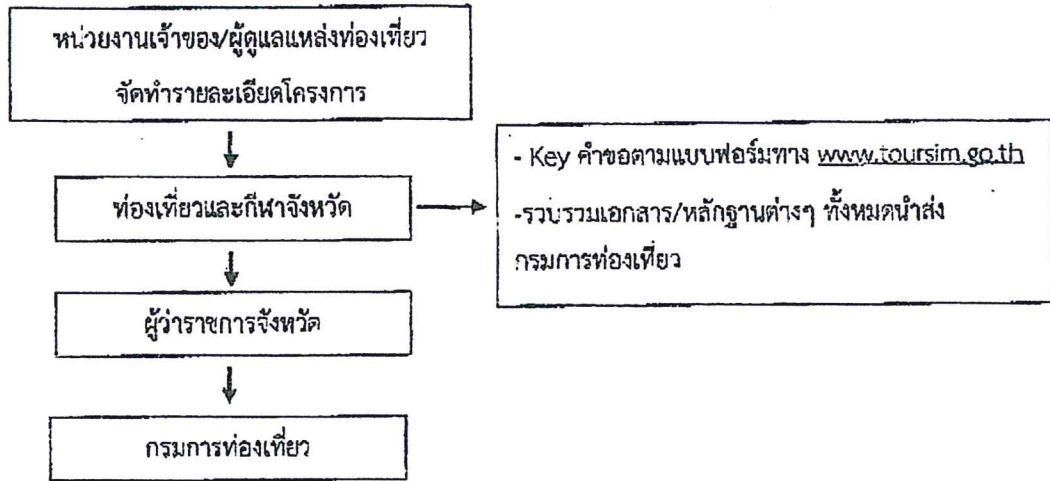 หน่วยงานเจ้าของ/ผู้ดูแลแหล่งท่องเที่ยว
จัดทำรายละเอียดโครงการ
ท่องเที่ยวและกีฬาจังหวัด
- Key คำขอตามแบบฟอร์มทาง www.toursim.go.th
-รวบรวมเอกสาร/หลักฐานต่างๆ ทั้งหมดนำส่ง
กรมการท่องเที่ยว
ผู้ว่าราชการจังหวัด
กรมการท่องเที่ยว